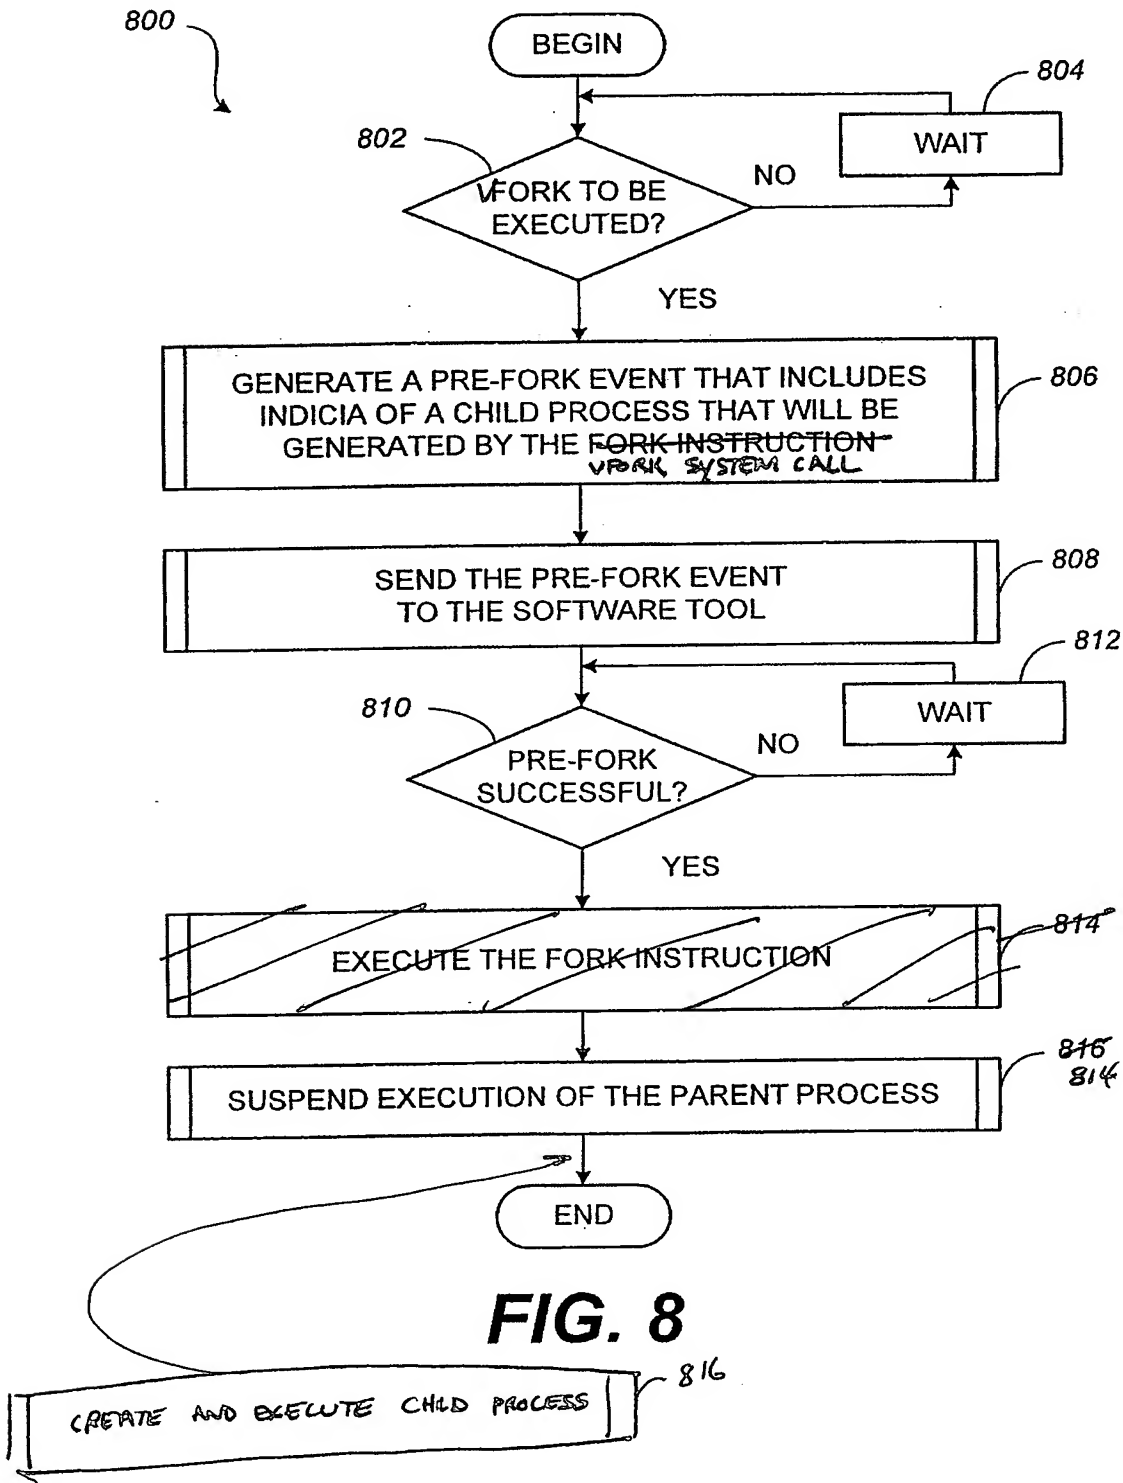 800
BEGIN
804
WAIT
802
VFORK TO BE
EXECUTED?
NO
YES
806
GENERATE A PRE-FORK EVENT THAT INCLUDES
INDICIA OF A CHILD PROCESS THAT WILL BE
GENERATED BY THE FORK INSTRUCTION
VFORK SYSTEM CALL
808
SEND THE PRE-FORK EVENT
TO THE SOFTWARE TOOL
812
WAIT
810
PRE-FORK
SUCCESSFUL?
NO
YES
814
EXECUTE THE FORK INSTRUCTION
816
814
SUSPEND EXECUTION OF THE PARENT PROCESS
END
FIG. 8
816
CREATE AND EXECUTE CHILD PROCESS